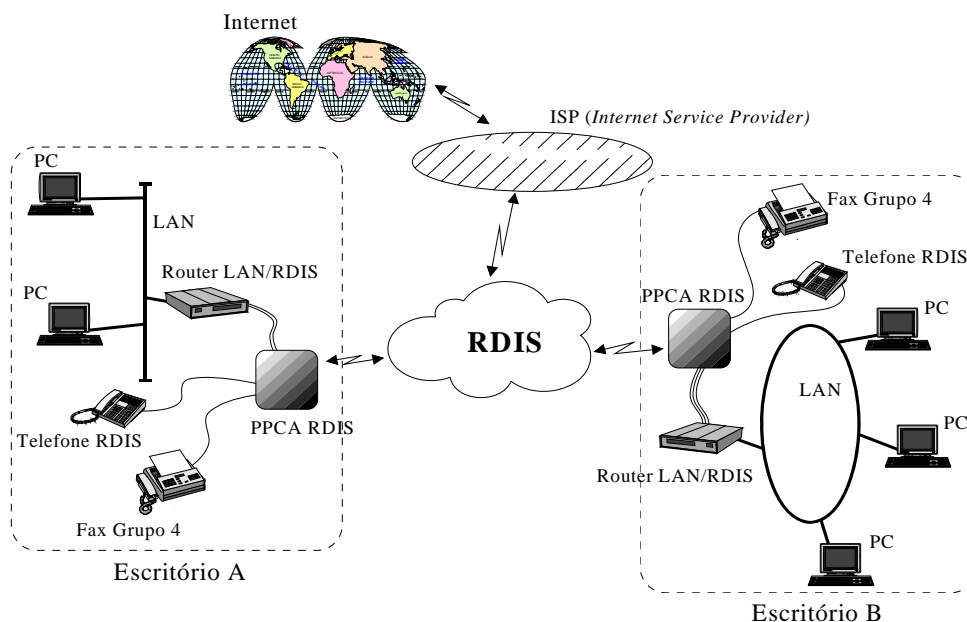 Internet
ISP (Internet Service Provider)
PC
LAN
Router LAN/RDIS
PC
PPCA RDIS
Telefone RDIS
Fax Grupo 4
Escritório A
RDIS
Fax Grupo 4
Telefone RDIS
PPCA RDIS
PC
LAN
PC
Router LAN/RDIS
PC
Escritório B